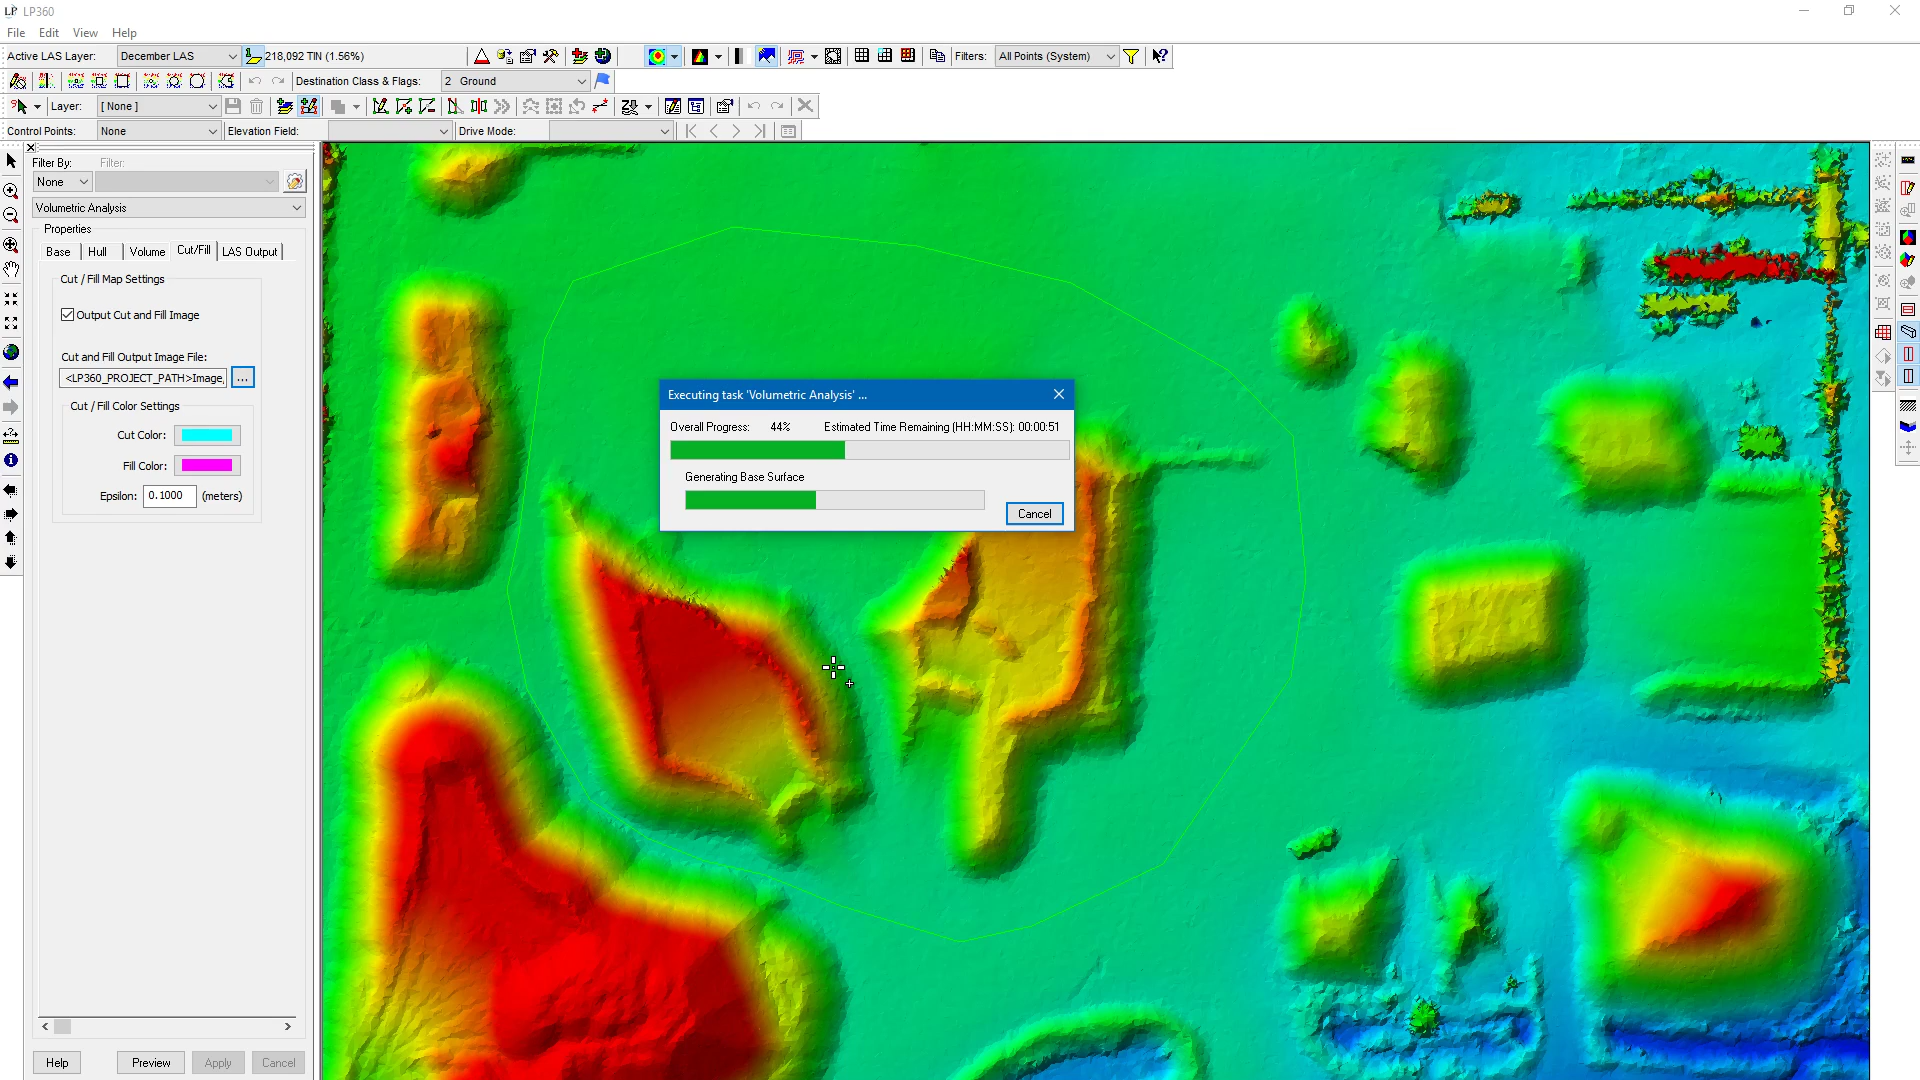 LP LP360
File Edit View Help
Active LAS Layer: December LAS 218,092 TIN (1.56%) Filters: All Points (System)
Destination Class & Flags: 2 Ground
Layer: [ None ]
Control Points: None Elevation Field: Drive Mode:
Filter By: Filter:
None
Volumetric Analysis
Properties
Base Hull Volume Cut/Fill LAS Output
Cut / Fill Map Settings
Output Cut and Fill Image
Cut and Fill Output Image File:
<LP360_PROJECT_PATH>Image, ...
Cut / Fill Color Settings
Cut Color:
Fill Color:
Epsilon: 0.1000 (meters)
Help Preview Apply Cancel
Executing task 'Volumetric Analysis' ...
Overall Progress: 44% Estimated Time Remaining (HH:MM:SS): 00:00:51
Generating Base Surface
Cancel